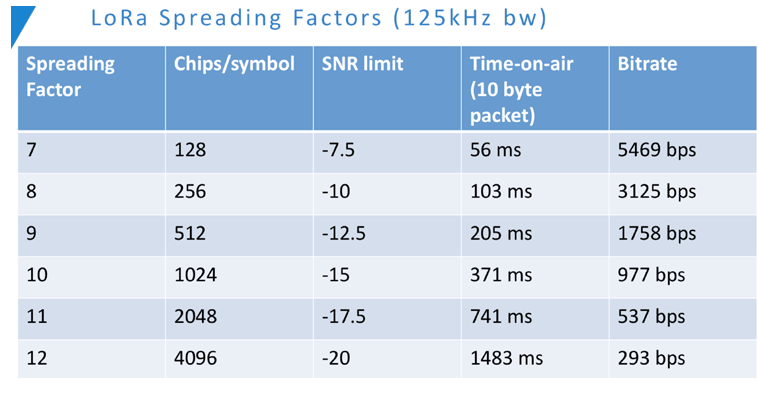 LoRa Spreading Factors (125kHz bw)
Spreading Factor Chips/symbol SNR limit Time-on-air (10 byte packet) Bitrate
7 128 -7.5 56 ms 5469 bps
8 256 -10 103 ms 3125 bps
9 512 -12.5 205 ms 1758 bps
10 1024 -15 371 ms 977 bps
11 2048 -17.5 741 ms 537 bps
12 4096 -20 1483 ms 293 bps